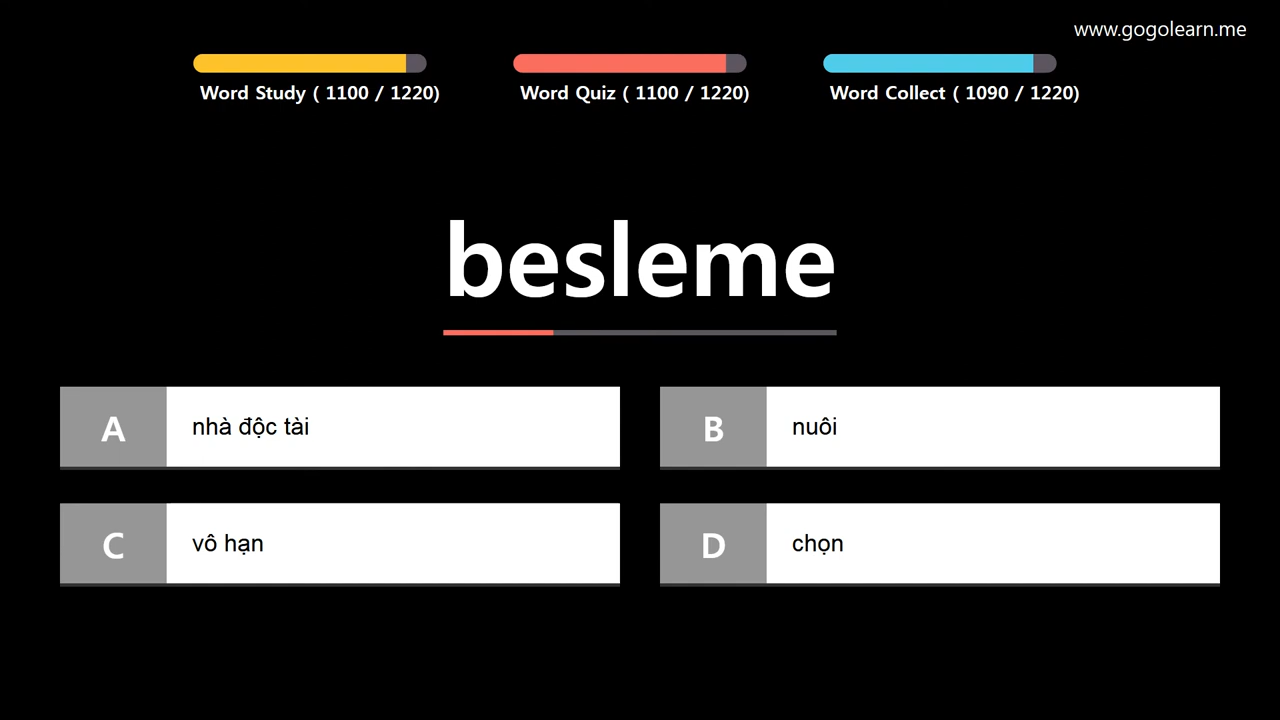 www.gogolearn.me
Word Study ( 1100 / 1220)
Word Quiz ( 1100 / 1220)
Word Collect ( 1090 / 1220)
besleme
A
nhà độc tài
B
nuôi
C
vô hạn
D
chọn